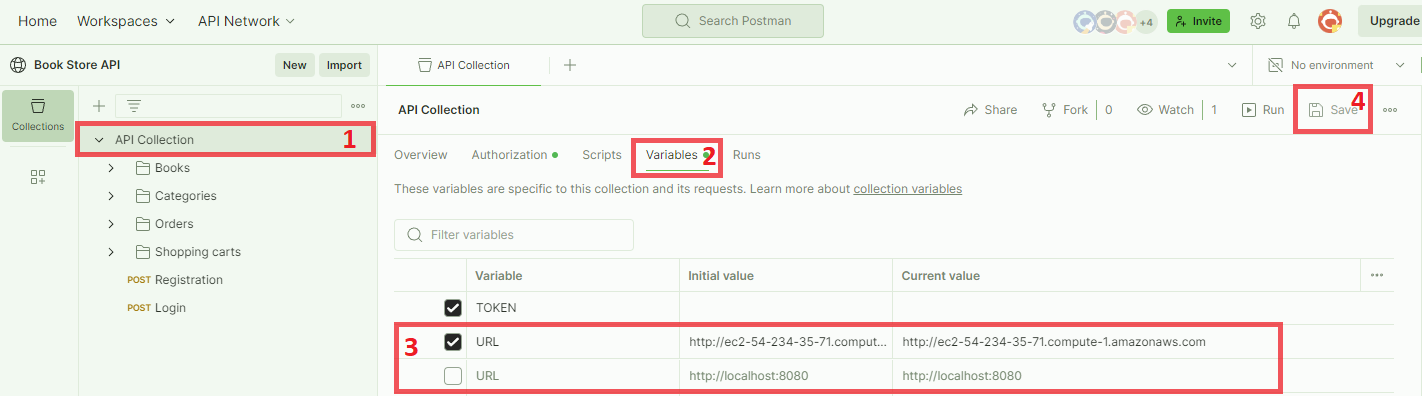 Home Workspaces API Network Search Postman +4 Invite Upgrade
Book Store API New Import API Collection No environment
Collections
API Collection 1
Books
Categories
Orders
Shopping carts
POST Registration
POST Login
API Collection Share Fork 0 Watch 1 Run Save 4
Overview Authorization Scripts Variables 2 Runs
These variables are specific to this collection and its requests. Learn more about collection variables
Filter variables
Variable Initial value Current value
TOKEN
3
URL http://ec2-54-234-35-71.compute... http://ec2-54-234-35-71.compute-1.amazonaws.com
URL http://localhost:8080 http://localhost:8080